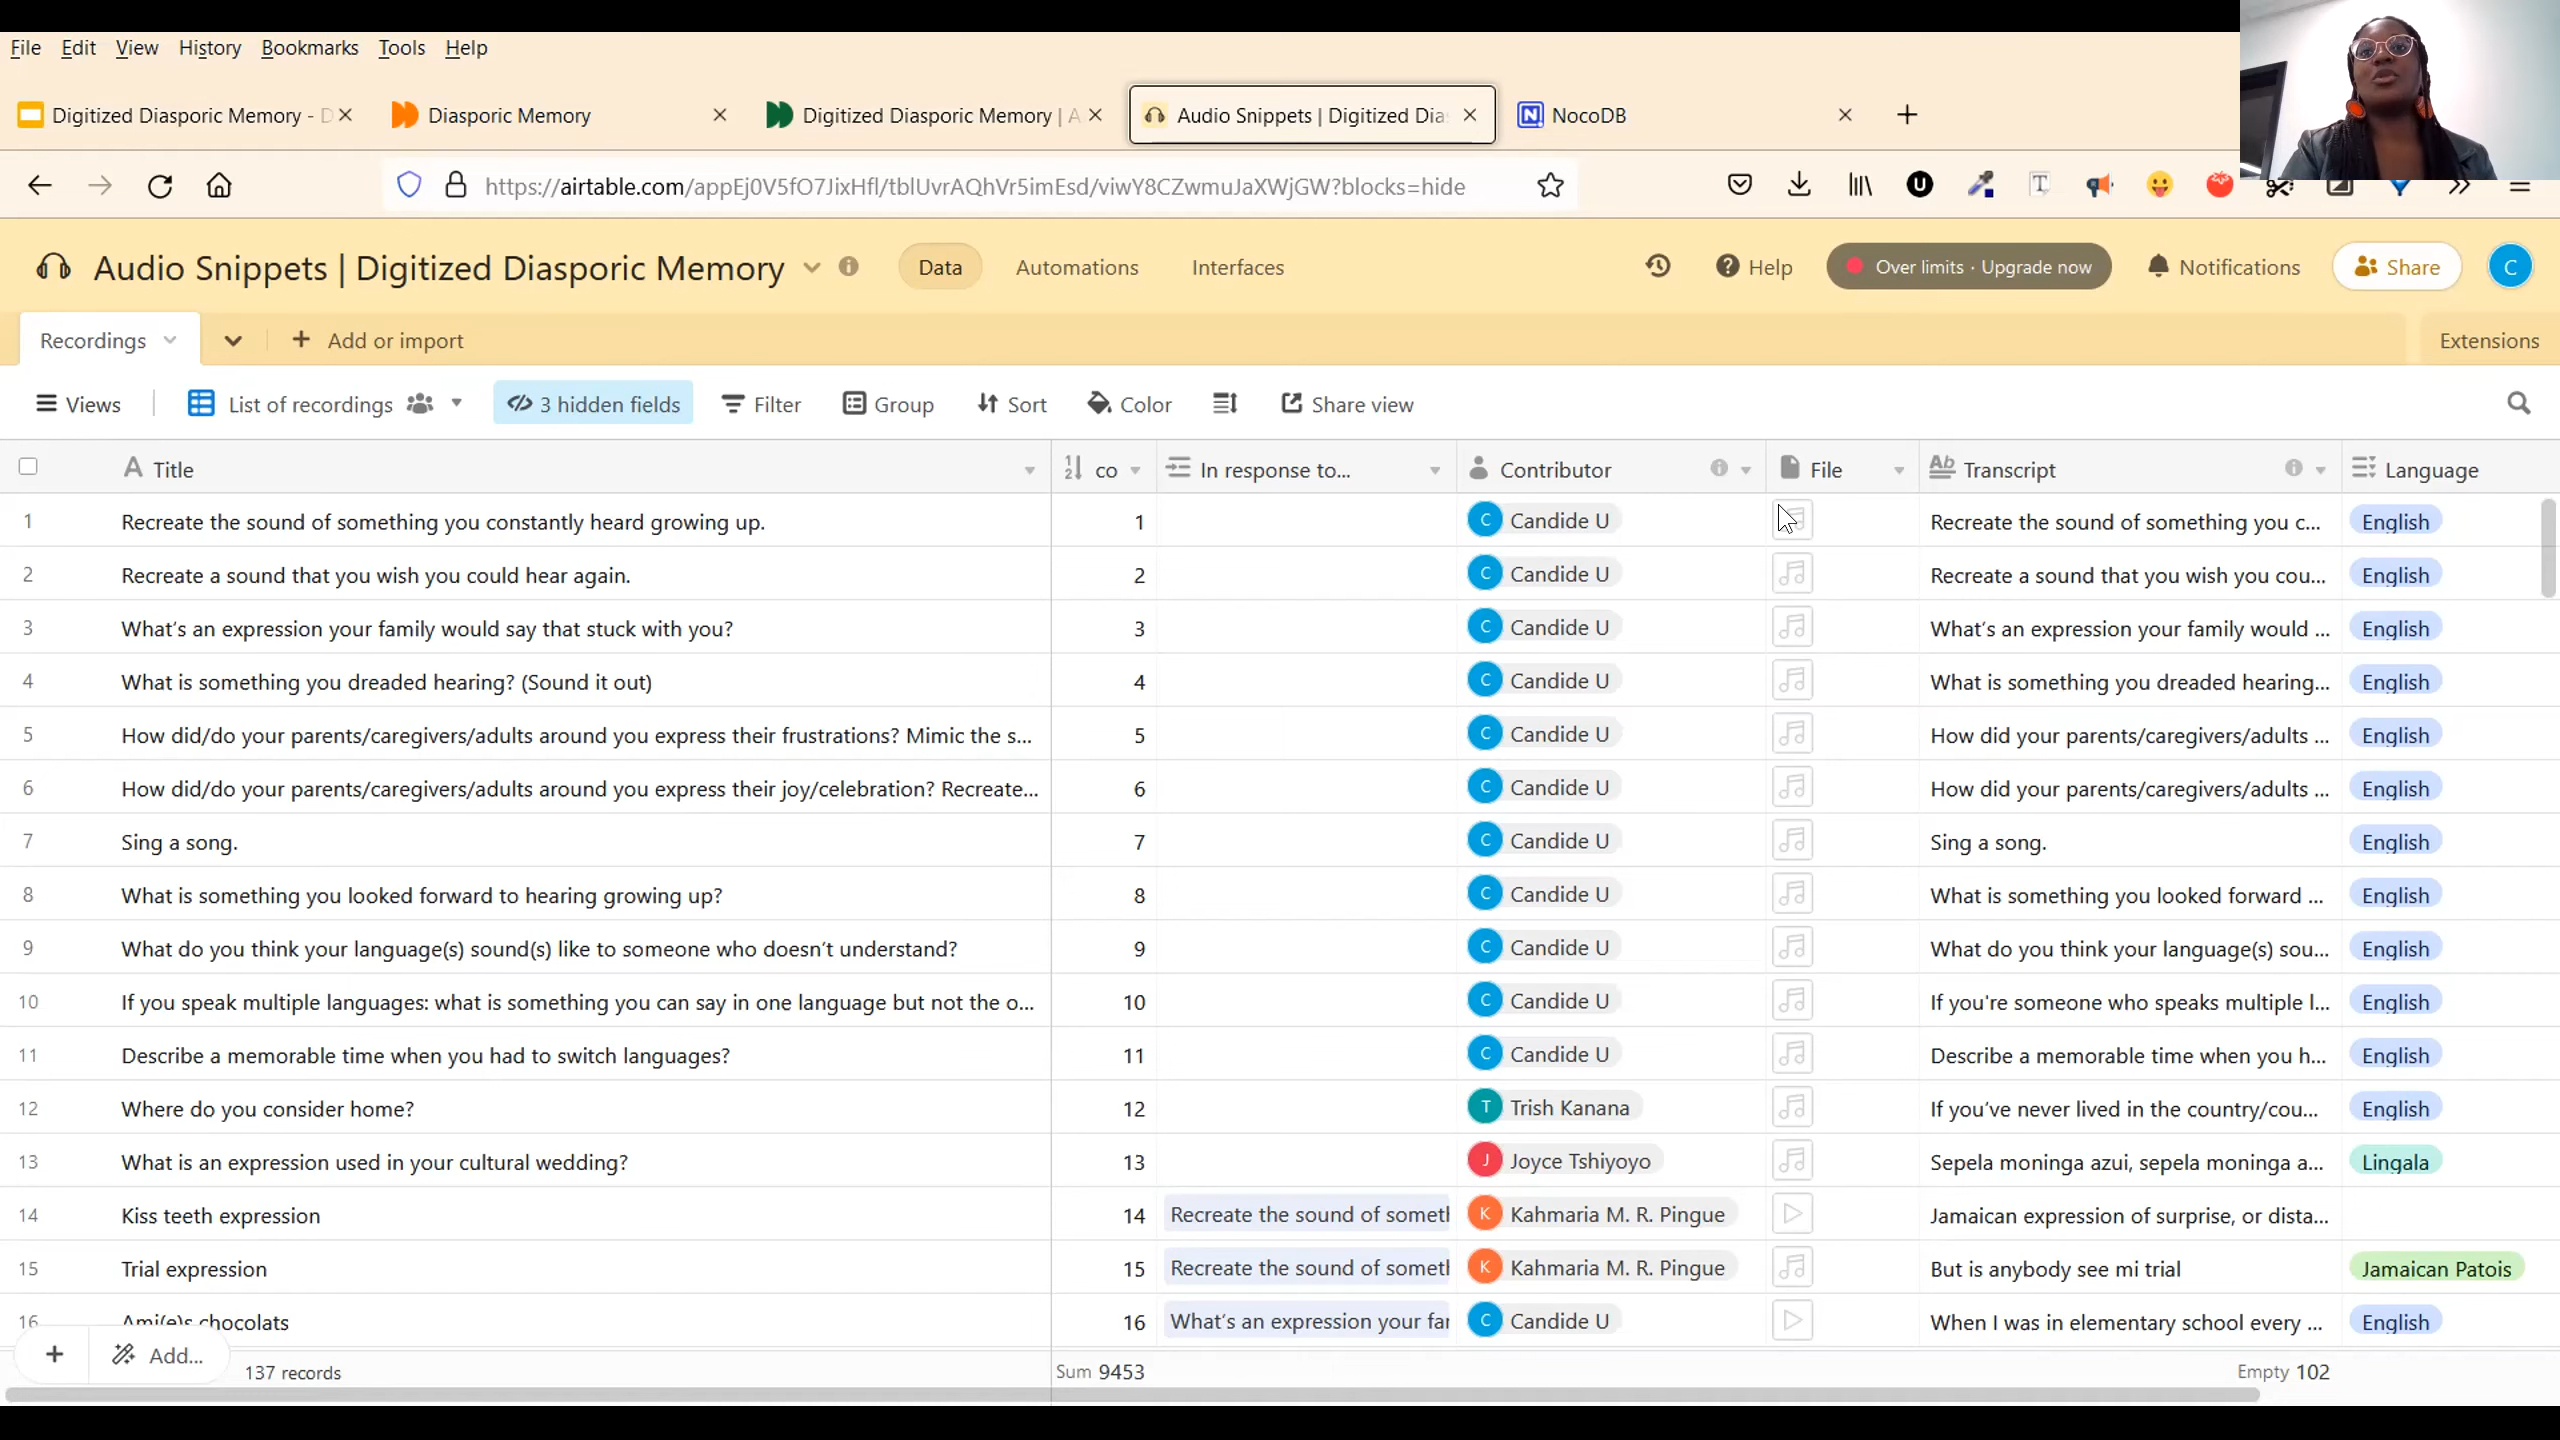 File Edit View History Bookmarks Tools Help
Digitized Diasporic Memory - D Diasporic Memory Digitized Diasporic Memory | A Audio Snippets | Digitized Dia NocoDB
https://airtable.com/appEj0V5fO7JixHfl/tblUvrAQhVr5imEsd/viwY8CZwmuJaXWjGW?blocks=hide
Audio Snippets | Digitized Diasporic Memory Data Automations Interfaces Help Over limits · Upgrade now Notifications Share C
Recordings Add or import Extensions
Views List of recordings 3 hidden fields Filter Group Sort Color Share view
Title co In response to... Contributor File Transcript Language
1 Recreate the sound of something you constantly heard growing up. 1 C Candide U Recreate the sound of something you c... English
2 Recreate a sound that you wish you could hear again. 2 C Candide U Recreate a sound that you wish you cou... English
3 What's an expression your family would say that stuck with you? 3 C Candide U What's an expression your family would ... English
4 What is something you dreaded hearing? (Sound it out) 4 C Candide U What is something you dreaded hearing... English
5 How did/do your parents/caregivers/adults around you express their frustrations? Mimic the s... 5 C Candide U How did your parents/caregivers/adults ... English
6 How did/do your parents/caregivers/adults around you express their joy/celebration? Recreate... 6 C Candide U How did your parents/caregivers/adults ... English
7 Sing a song. 7 C Candide U Sing a song. English
8 What is something you looked forward to hearing growing up? 8 C Candide U What is something you looked forward ... English
9 What do you think your language(s) sound(s) like to someone who doesn't understand? 9 C Candide U What do you think your language(s) sou... English
10 If you speak multiple languages: what is something you can say in one language but not the o... 10 C Candide U If you're someone who speaks multiple l... English
11 Describe a memorable time when you had to switch languages? 11 C Candide U Describe a memorable time when you h... English
12 Where do you consider home? 12 T Trish Kanana If you've never lived in the country/cou... English
13 What is an expression used in your cultural wedding? 13 J Joyce Tshiyoyo Sepela moninga azui, sepela moninga a... Lingala
14 Kiss teeth expression 14 Recreate the sound of somet K Kahmaria M. R. Pingue Jamaican expression of surprise, or dista...
15 Trial expression 15 Recreate the sound of somet K Kahmaria M. R. Pingue But is anybody see mi trial Jamaican Patois
16 Ami(e)s chocolats 16 What's an expression your fa C Candide U When I was in elementary school every ... English
+ Add... 137 records Sum 9453 Empty 102